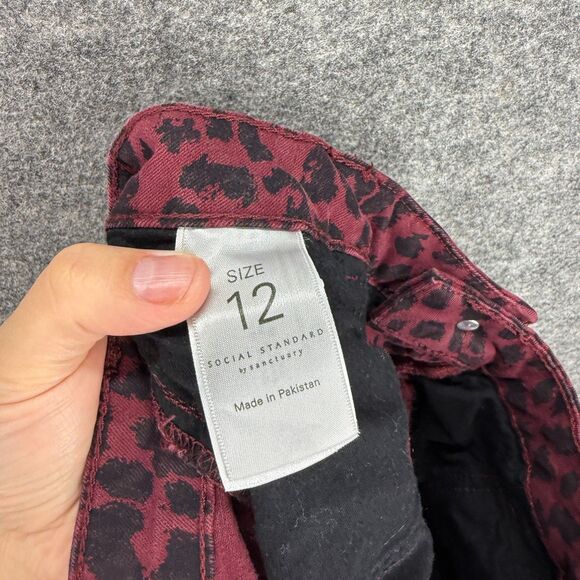 SIZE
12
SOCIAL STANDARD
by sanctuary
Made in Pakistan